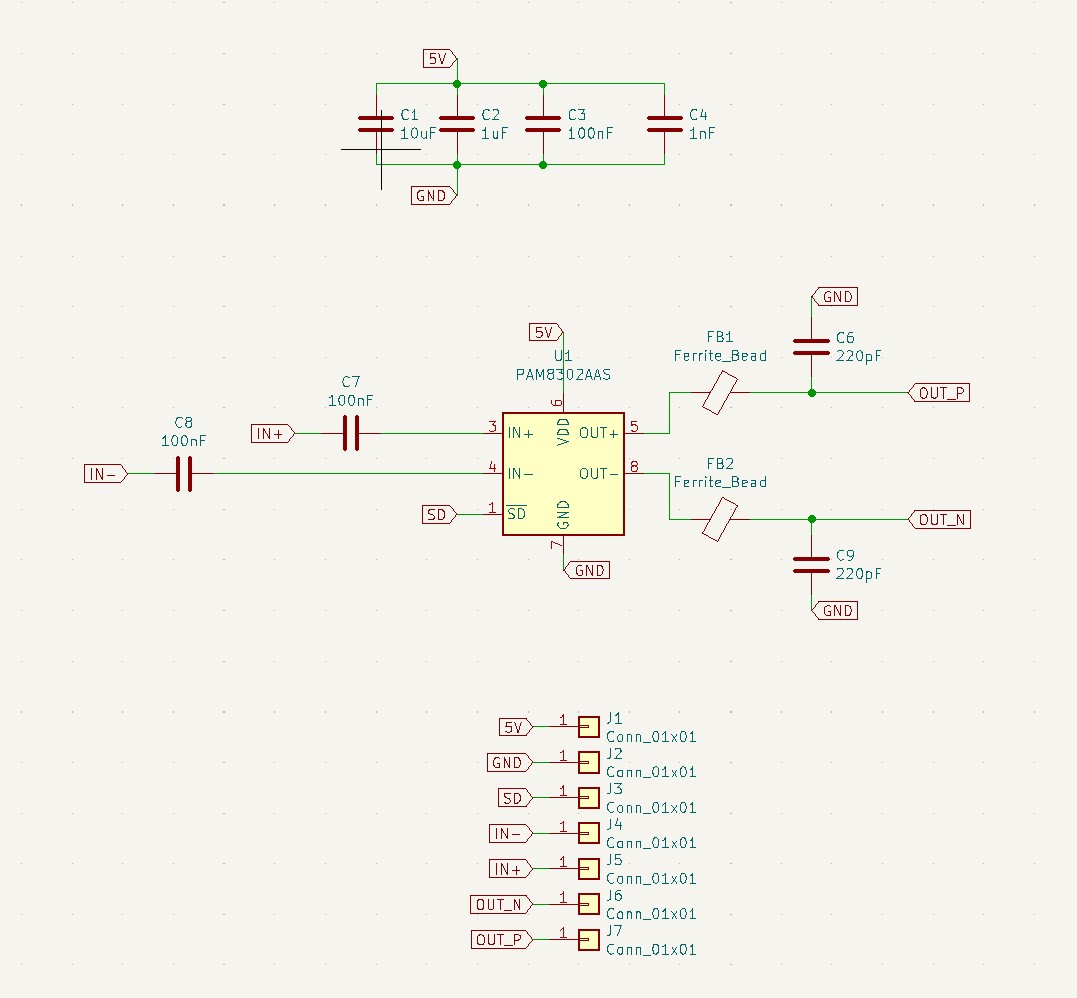 5V
C1
10uF
C2
1uF
C3
100nF
C4
1nF
GND
GND
5V
U1
PAM8302AAS
FB1
Ferrite_Bead
C6
220pF
C7
100nF
OUT_P
C8
100nF
IN+
3 IN+
6
VDD
OUT+ 5
IN-
4 IN-
OUT- 8
FB2
Ferrite_Bead
SD
1 SD
GND
7
OUT_N
C9
220pF
GND
GND
5V 1 J1
Conn_01x01
GND 1 J2
Conn_01x01
SD 1 J3
Conn_01x01
IN- 1 J4
Conn_01x01
IN+ 1 J5
Conn_01x01
OUT_N 1 J6
Conn_01x01
OUT_P 1 J7
Conn_01x01